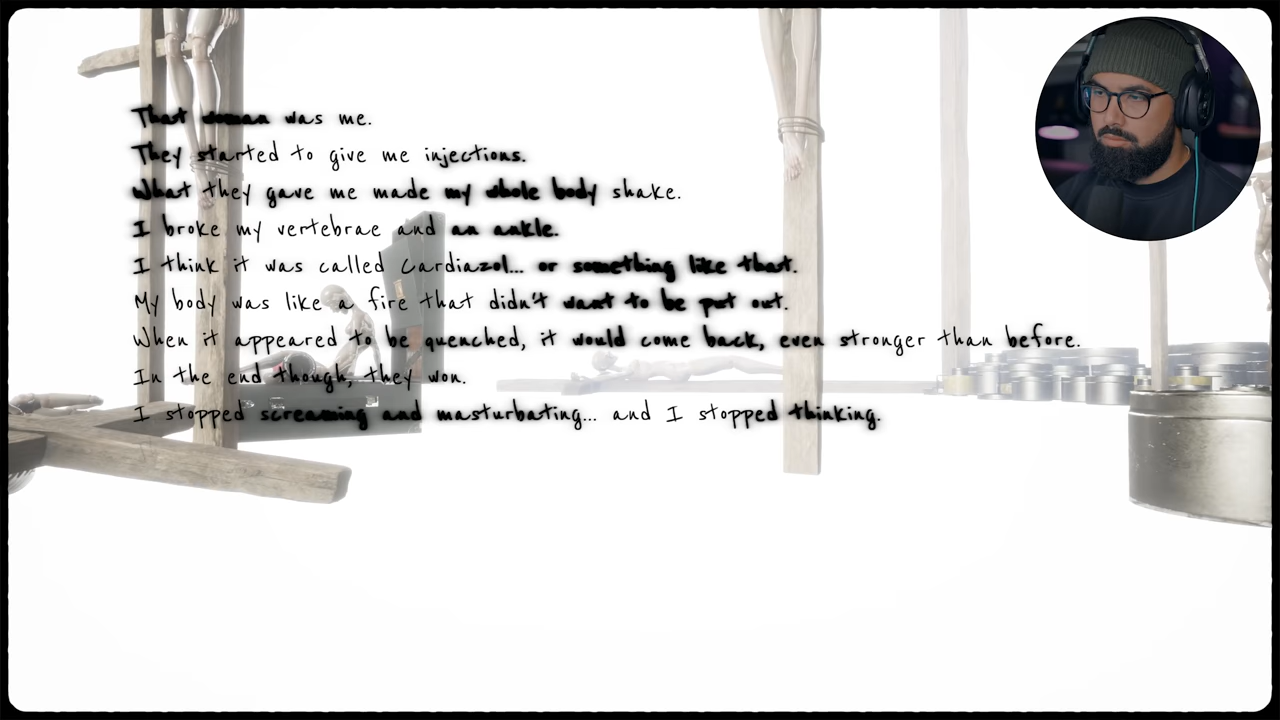 That woman was me.
They started to give me injections.
What they gave me made my whole body shake.
I broke my vertebrae and an ankle.
I think it was called Cardiazol... or something like that.
My body was like a fire that didn't want to be put out.
When it appeared to be quenched, it would come back, even stronger than before.
In the end though, they won.
I stopped screaming and masturbating... and I stopped thinking.